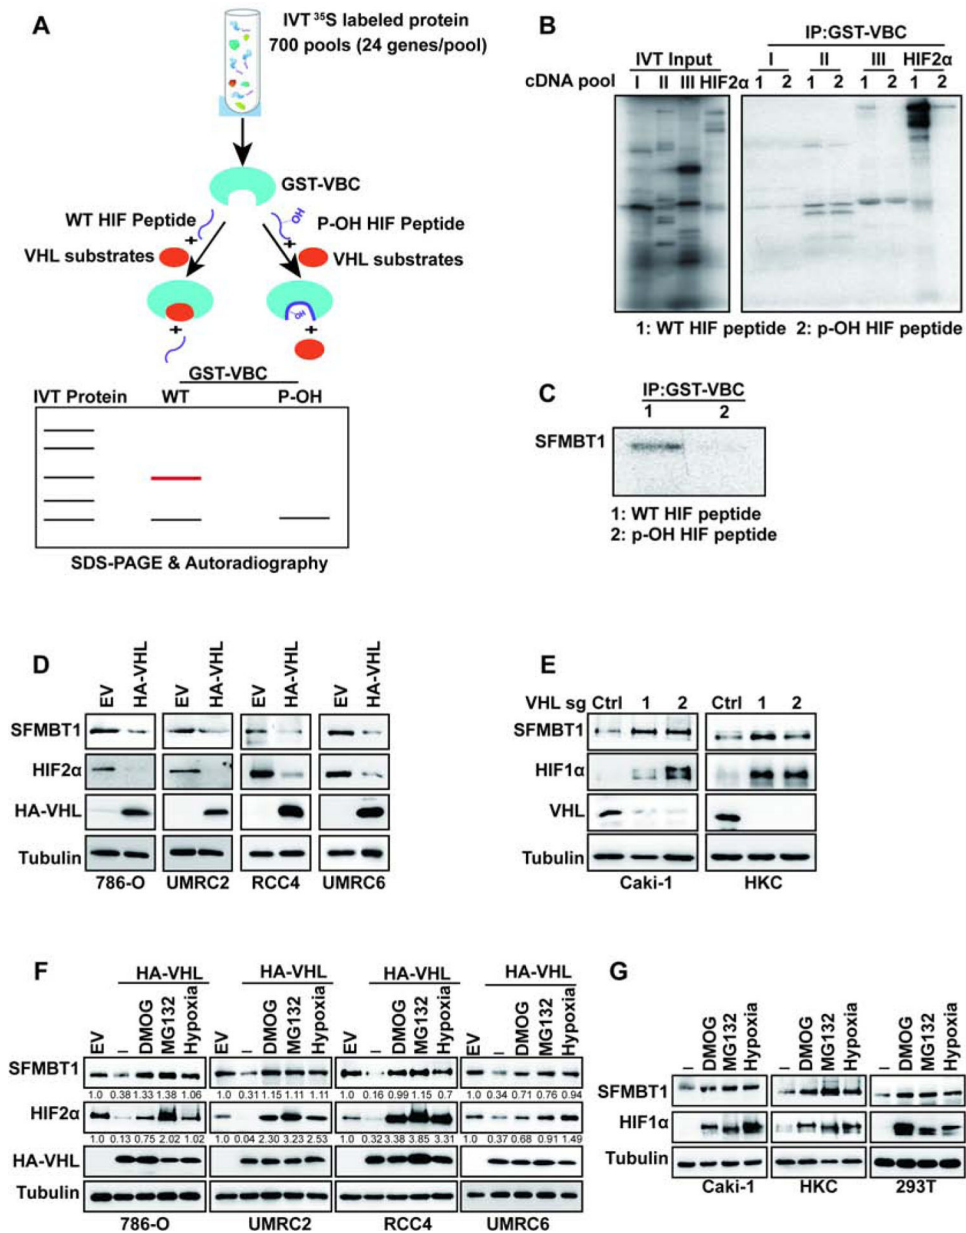 A
IVT ³⁵S labeled protein
700 pools (24 genes/pool)
GST-VBC
WT HIF Peptide
OH
P-OH HIF Peptide
+
+
VHL substrates
VHL substrates
OH
+
+
GST-VBC
IVT Protein WT P-OH
SDS-PAGE & Autoradiography
B
IP:GST-VBC
IVT Input I II III HIF2α
cDNA pool I II III HIF2α 1 2 1 2 1 2 1 2
1: WT HIF peptide 2: p-OH HIF peptide
C
IP:GST-VBC
1 2
SFMBT1
1: WT HIF peptide
2: p-OH HIF peptide
D
EV HA-VHL EV HA-VHL EV HA-VHL EV HA-VHL
SFMBT1
HIF2α
HA-VHL
Tubulin
786-O UMRC2 RCC4 UMRC6
E
VHL sg Ctrl 1 2 Ctrl 1 2
SFMBT1
HIF1α
VHL
Tubulin
Caki-1 HKC
F
HA-VHL HA-VHL HA-VHL HA-VHL
EV – DMOG MG132 Hypoxia EV – DMOG MG132 Hypoxia EV – DMOG MG132 Hypoxia EV – DMOG MG132 Hypoxia
SFMBT1
1.0 0.38 1.33 1.38 1.06 1.0 0.31 1.15 1.11 1.11 1.0 0.16 0.99 1.15 0.7 1.0 0.34 0.71 0.76 0.94
HIF2α
1.0 0.13 0.75 2.02 1.02 1.0 0.04 2.30 3.23 2.53 1.0 0.32 3.38 3.85 3.31 1.0 0.37 0.68 0.91 1.49
HA-VHL
Tubulin
786-O UMRC2 RCC4 UMRC6
G
– DMOG MG132 Hypoxia – DMOG MG132 Hypoxia – DMOG MG132 Hypoxia
SFMBT1
HIF1α
Tubulin
Caki-1 HKC 293T